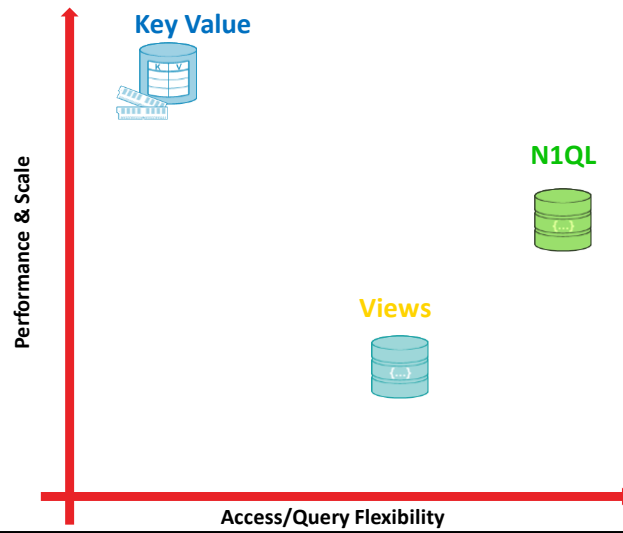 Key Value
K V
N1QL
{...}
Views
{...}
Performance & Scale
Access/Query Flexibility